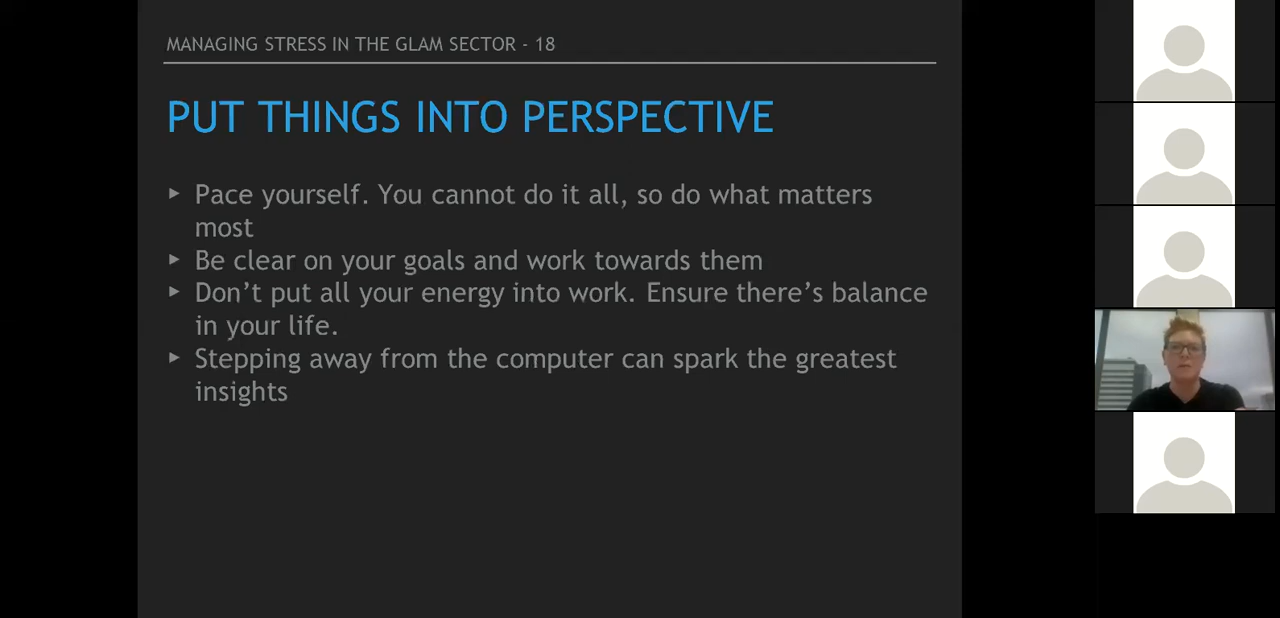 MANAGING STRESS IN THE GLAM SECTOR - 18
PUT THINGS INTO PERSPECTIVE
▸ Pace yourself. You cannot do it all, so do what matters
most
▸ Be clear on your goals and work towards them
▸ Don’t put all your energy into work. Ensure there’s balance
in your life.
▸ Stepping away from the computer can spark the greatest
insights